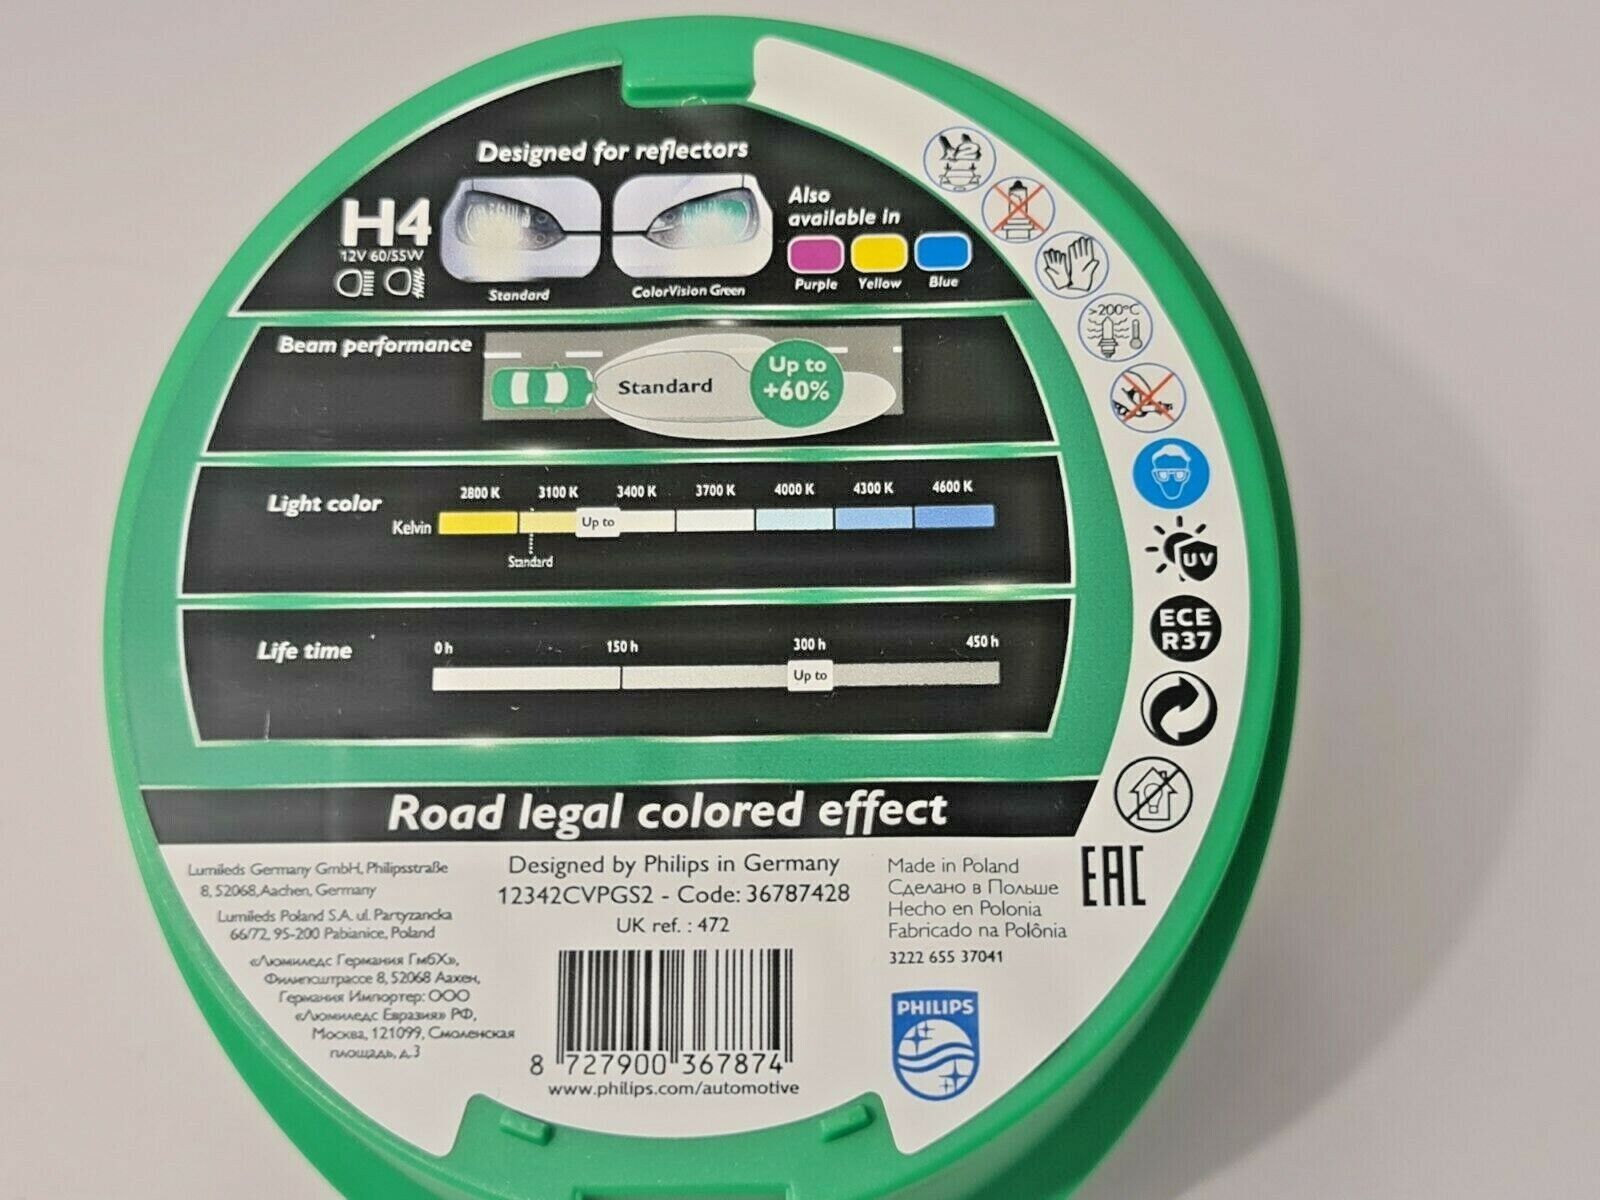 Designed for reflectors
H4
12V 60/55W
Standard
ColorVision Green
Also
available in
Purple Yellow Blue
Beam performance
Standard
Up to
+60%
Light color
2800 K 3100 K 3400 K 3700 K 4000 K 4300 K 4600 K
Kelvin
Up to
Standard
Life time
0 h 150 h 300 h 450 h
Up to
Road legal colored effect
x2
>200°C
UV
ECE
R37
EAC
Lumileds Germany GmbH, Philipsstraße
8, 52068, Aachen, Germany
Lumileds Poland S.A. ul. Partyzancka
66/72, 95-200 Pabianice, Poland
«Люмиледс Германия ГмбХ»,
Филипсштрассе 8, 52068 Аахен,
Германия Импортер: ООО
«Люмиледс Евразия» РФ,
Москва, 121099, Смоленская
площадь, д.3
Designed by Philips in Germany
12342CVPGS2 - Code: 36787428
UK ref. : 472
8 727900 367874
www.philips.com/automotive
Made in Poland
Сделано в Польше
Hecho en Polonia
Fabricado na Polônia
3222 655 37041
PHILIPS